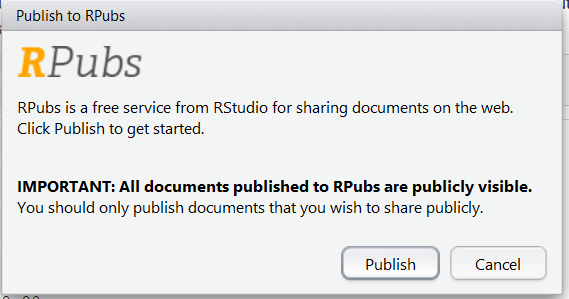 Publish to RPubs
RPubs
RPubs is a free service from RStudio for sharing documents on the web.
Click Publish to get started.
IMPORTANT: All documents published to RPubs are publicly visible.
You should only publish documents that you wish to share publicly.
Publish
Cancel